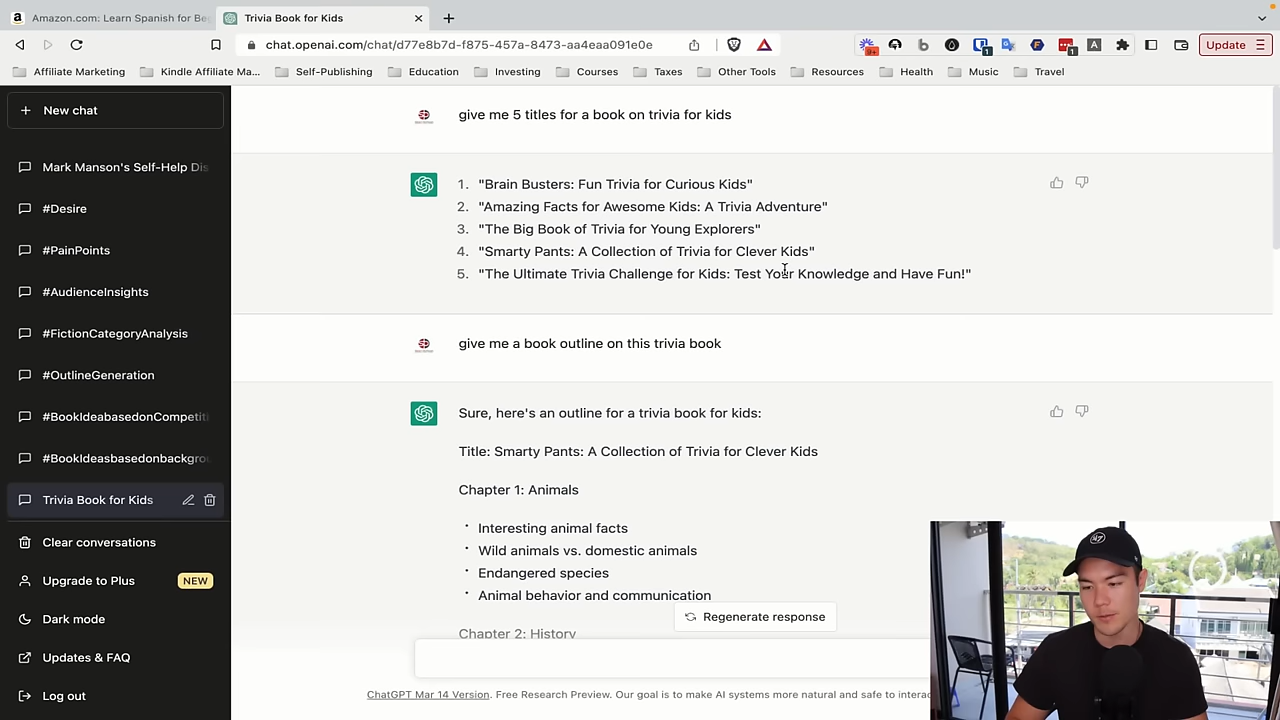 Amazon.com: Learn Spanish for Be
Trivia Book for Kids
chat.openai.com/chat/d77e8b7d-f875-457a-8473-aa4eaa091e0e
9+
1
1
A
Update
Affiliate Marketing
Kindle Affiliate Ma...
Self-Publishing
Education
Investing
Courses
Taxes
Other Tools
Resources
Health
Music
Travel
New chat
Mark Manson's Self-Help Dis
#Desire
#PainPoints
#AudienceInsights
#FictionCategoryAnalysis
#OutlineGeneration
#BookIdeabasedonCompetiti
#BookIdeasbasedonbackgrou
Trivia Book for Kids
Clear conversations
Upgrade to Plus NEW
Dark mode
Updates & FAQ
Log out
give me 5 titles for a book on trivia for kids
1. "Brain Busters: Fun Trivia for Curious Kids"
2. "Amazing Facts for Awesome Kids: A Trivia Adventure"
3. "The Big Book of Trivia for Young Explorers"
4. "Smarty Pants: A Collection of Trivia for Clever Kids"
5. "The Ultimate Trivia Challenge for Kids: Test Your Knowledge and Have Fun!"
give me a book outline on this trivia book
Sure, here's an outline for a trivia book for kids:
Title: Smarty Pants: A Collection of Trivia for Clever Kids
Chapter 1: Animals
• Interesting animal facts
• Wild animals vs. domestic animals
• Endangered species
• Animal behavior and communication
Regenerate response
Chapter 2: History
ChatGPT Mar 14 Version. Free Research Preview. Our goal is to make AI systems more natural and safe to interac